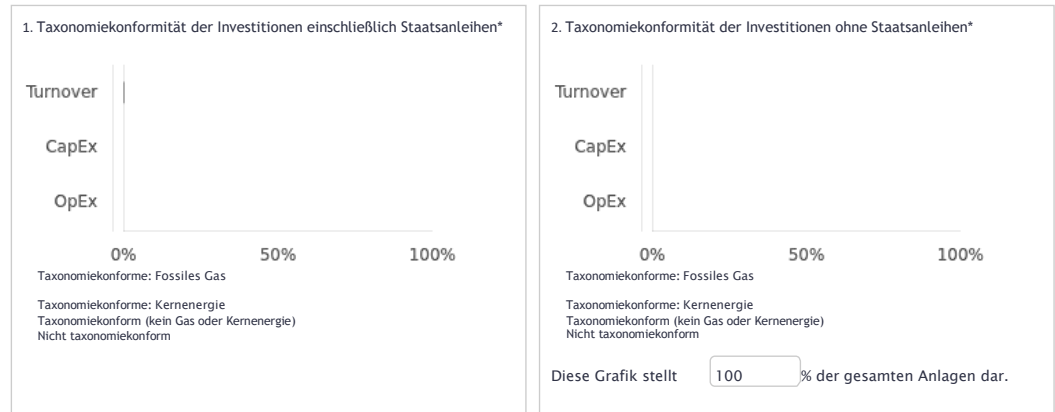 1. Taxonomiekonformität der Investitionen einschließlich Staatsanleihen*
Turnover
CapEx
OpEx
0% 50% 100%
Taxonomiekonforme: Fossiles Gas
Taxonomiekonforme: Kernenergie
Taxonomiekonform (kein Gas oder Kernenergie)
Nicht taxonomiekonform
2. Taxonomiekonformität der Investitionen ohne Staatsanleihen*
Turnover
CapEx
OpEx
0% 50% 100%
Taxonomiekonforme: Fossiles Gas
Taxonomiekonforme: Kernenergie
Taxonomiekonform (kein Gas oder Kernenergie)
Nicht taxonomiekonform
Diese Grafik stellt 100 % der gesamten Anlagen dar.